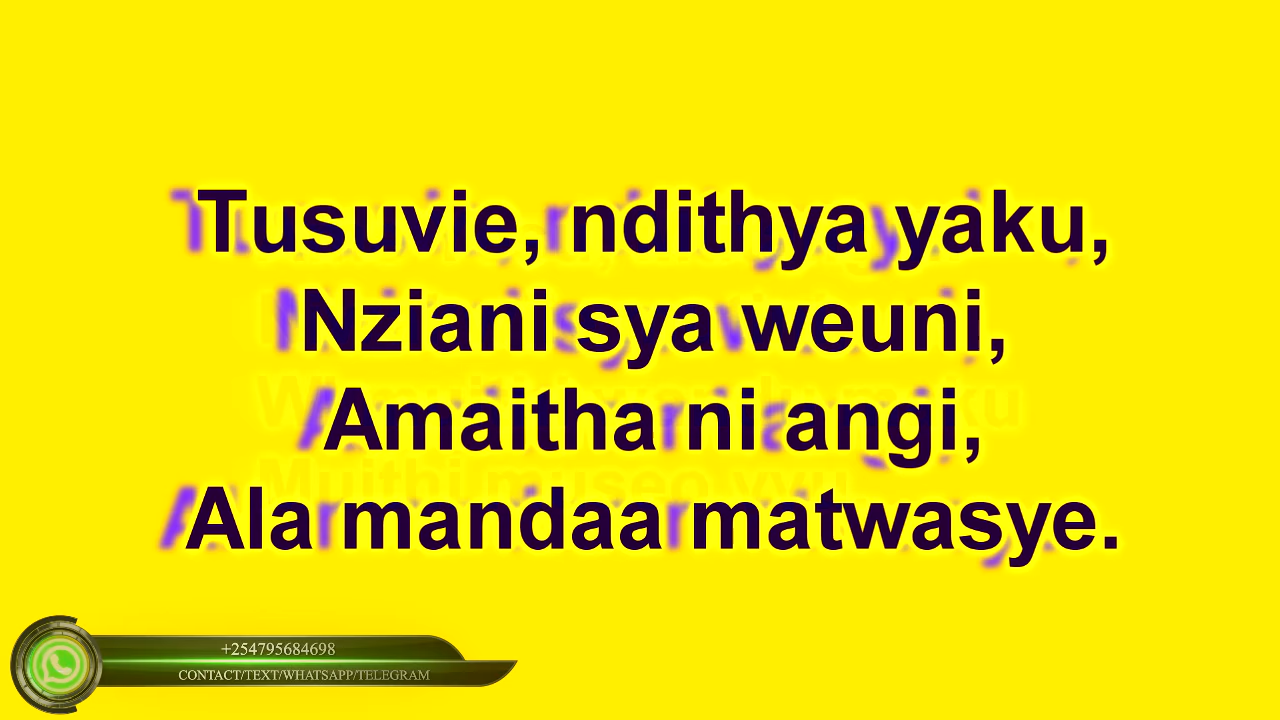 Tusuvie, ndithya yaku,
Nziani sya weuni,
Amaitha ni angi,
Ala mandaa matwasye.
+254795684698
CONTACT/TEXT/WHATSAPP/TELEGRAM